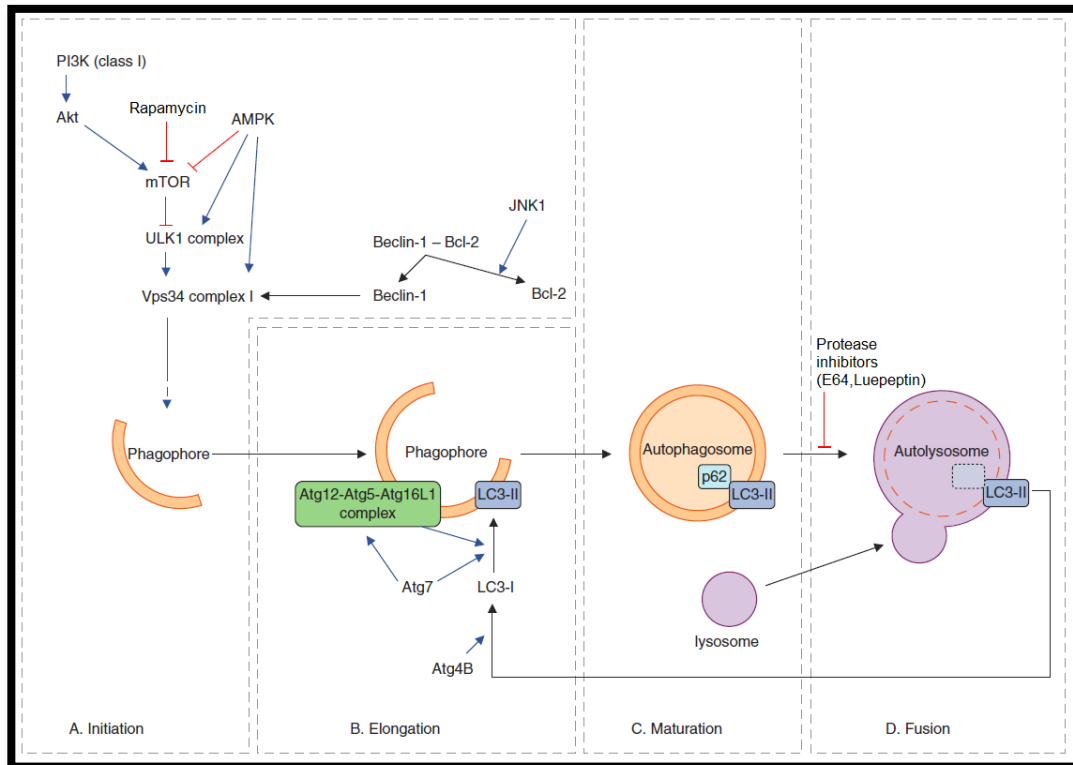 PI3K (class I)
Akt
Rapamycin
AMPK
mTOR
ULK1 complex
Vps34 complex I
JNK1
Beclin-1 – Bcl-2
Beclin-1
Bcl-2
Phagophore
Phagophore
Atg12-Atg5-Atg16L1
complex
LC3-II
Atg7
LC3-I
Atg4B
Autophagosome
p62
LC3-II
lysosome
Protease
inhibitors
(E64,Luepeptin)
Autolysosome
LC3-II
A. Initiation
B. Elongation
C. Maturation
D. Fusion